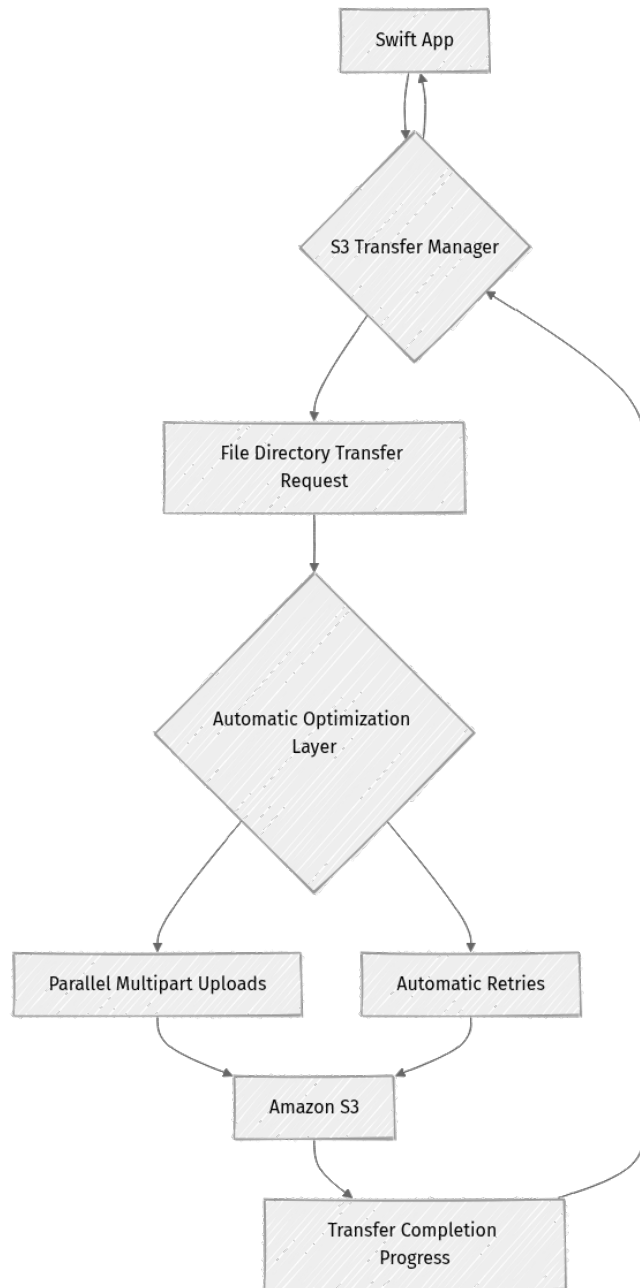 Swift App
S3 Transfer Manager
File Directory Transfer
Request
Automatic Optimization
Layer
Parallel Multipart Uploads
Automatic Retries
Amazon S3
Transfer Completion
Progress